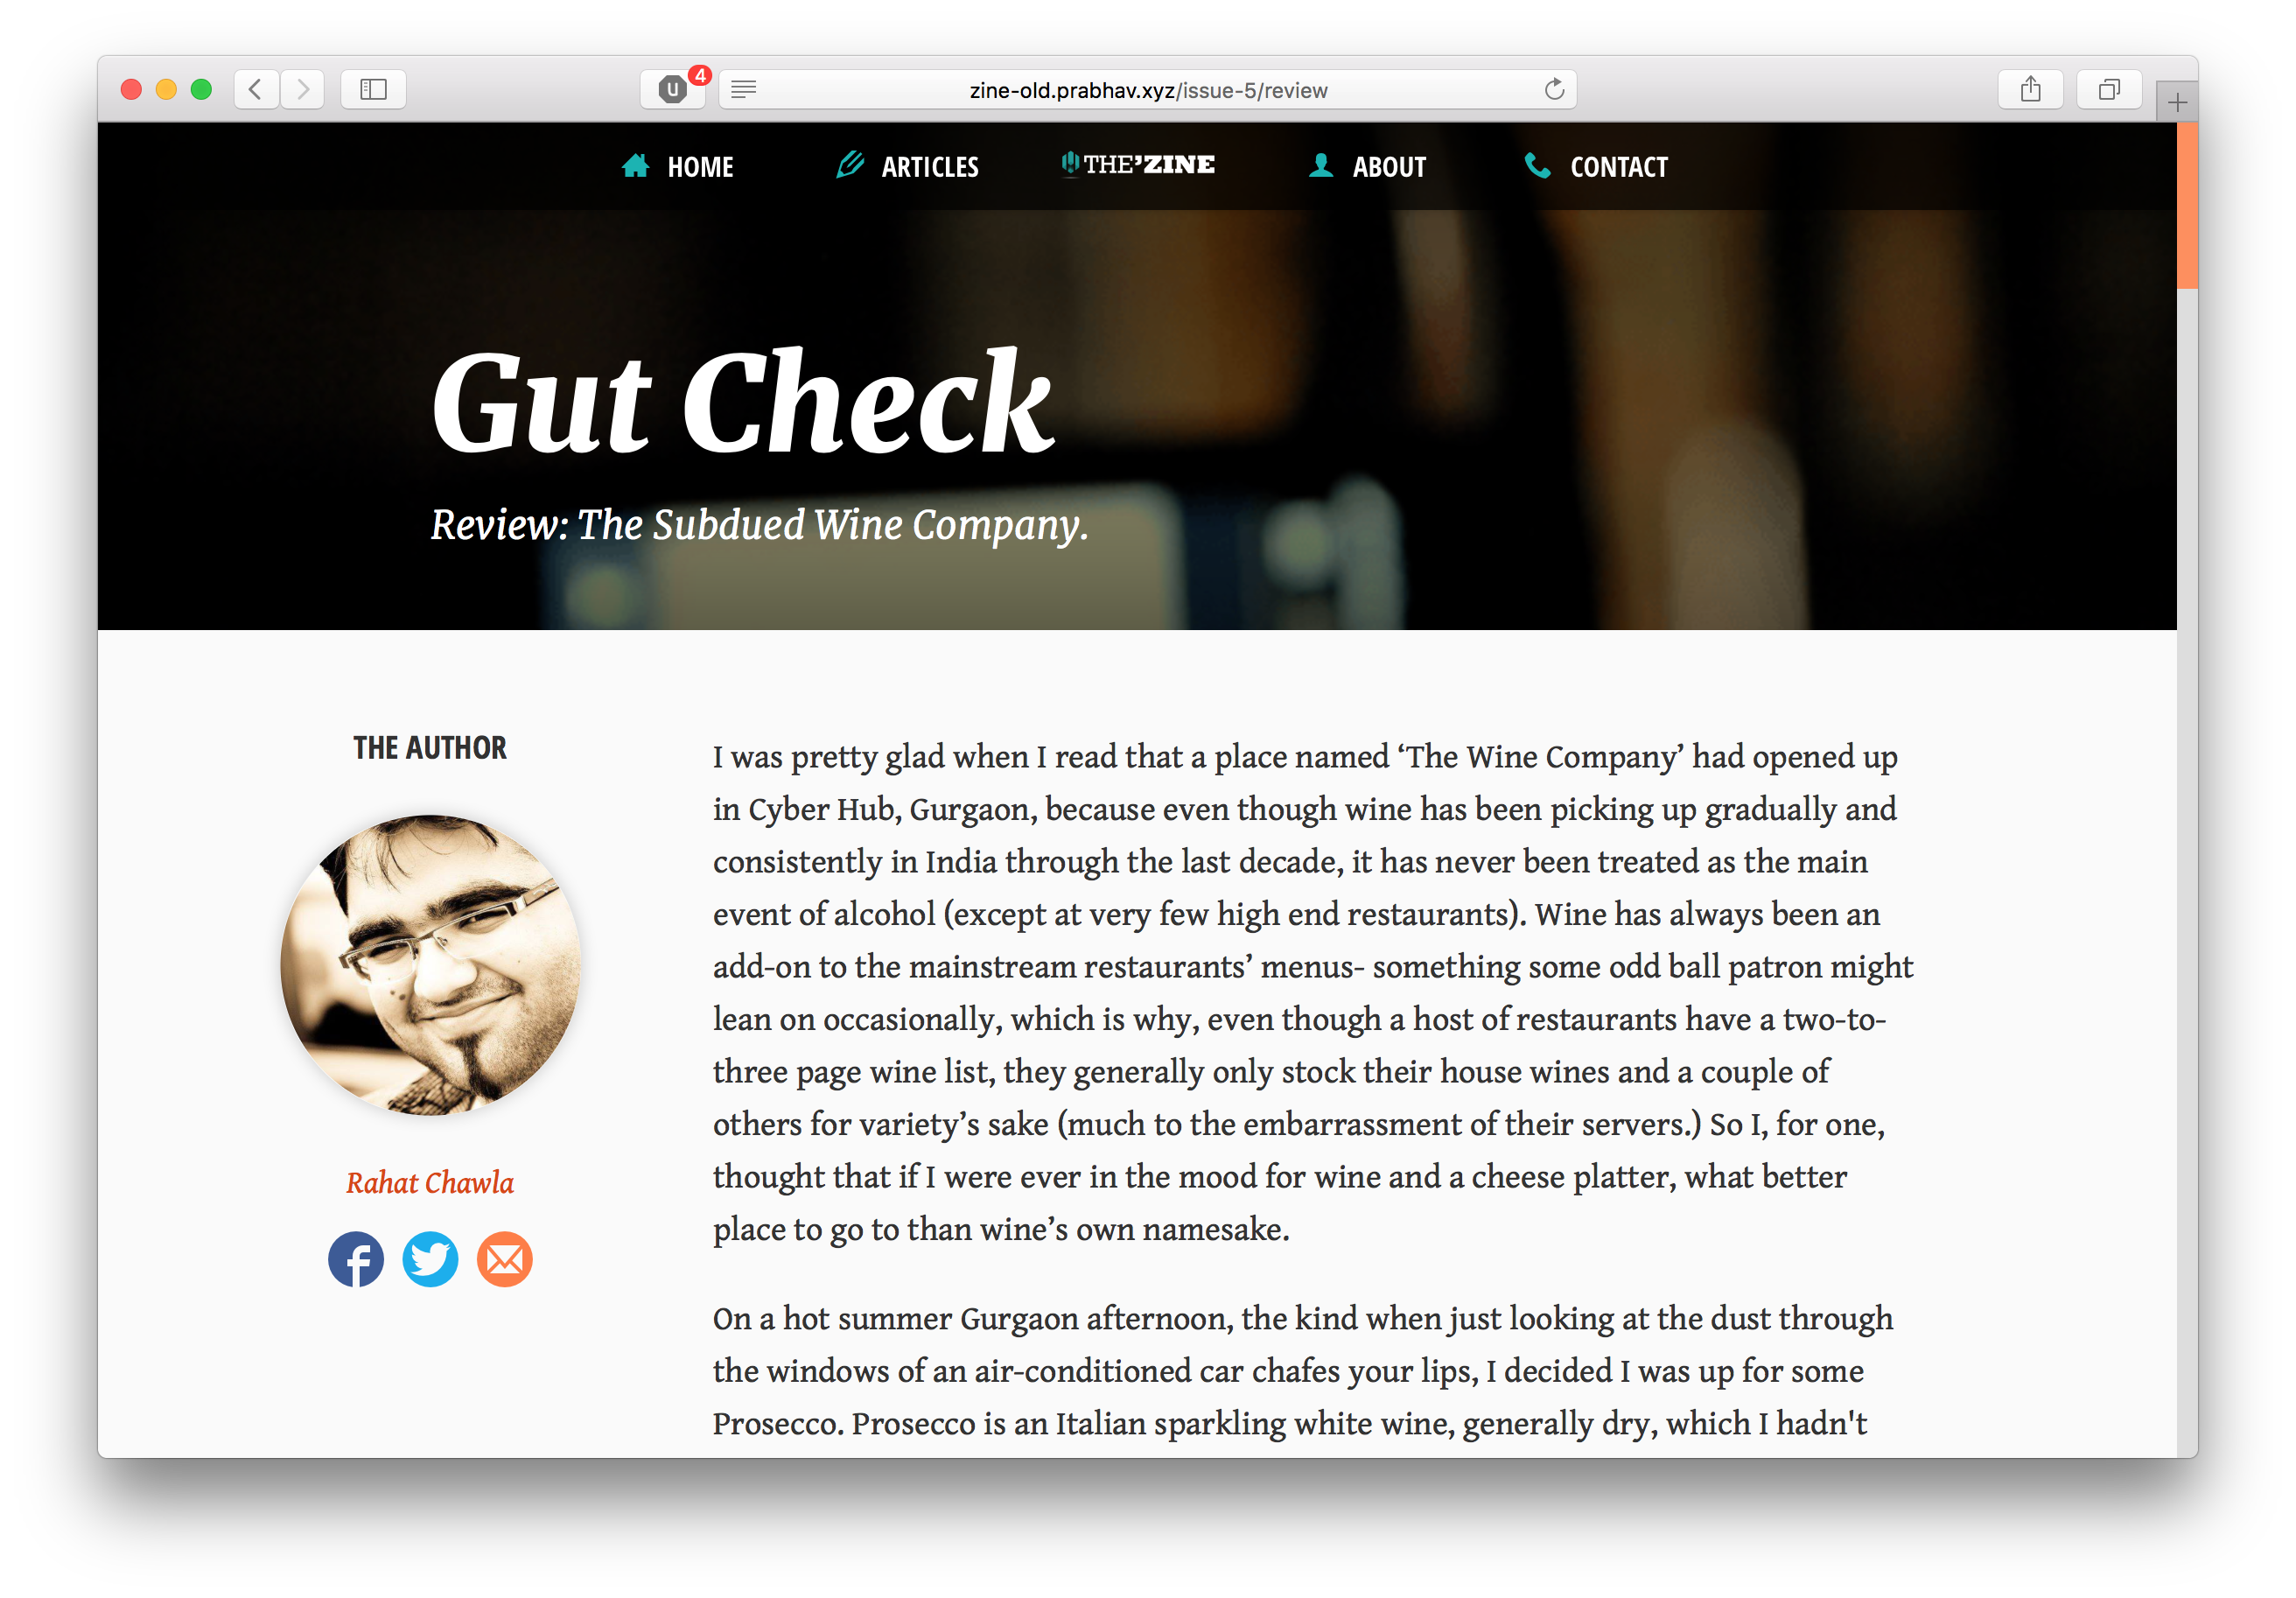 U 4 zine-old.prabhav.xyz/issue-5/review
HOME ARTICLES THE'ZINE ABOUT CONTACT
Gut Check
Review: The Subdued Wine Company.
THE AUTHOR
Rahat Chawla
I was pretty glad when I read that a place named ‘The Wine Company’ had opened up
in Cyber Hub, Gurgaon, because even though wine has been picking up gradually and
consistently in India through the last decade, it has never been treated as the main
event of alcohol (except at very few high end restaurants). Wine has always been an
add-on to the mainstream restaurants’ menus- something some odd ball patron might
lean on occasionally, which is why, even though a host of restaurants have a two-to-
three page wine list, they generally only stock their house wines and a couple of
others for variety’s sake (much to the embarrassment of their servers.) So I, for one,
thought that if I were ever in the mood for wine and a cheese platter, what better
place to go to than wine’s own namesake.
On a hot summer Gurgaon afternoon, the kind when just looking at the dust through
the windows of an air-conditioned car chafes your lips, I decided I was up for some
Prosecco. Prosecco is an Italian sparkling white wine, generally dry, which I hadn't